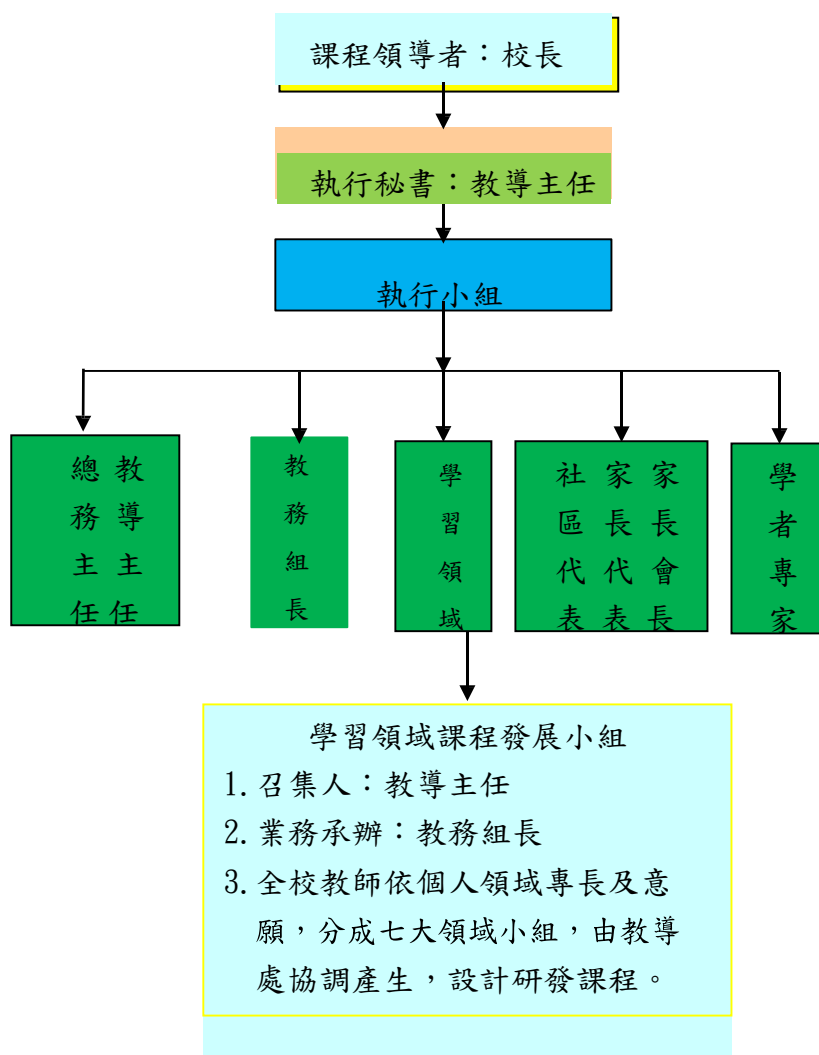 課程領導者：校長
執行秘書：教導主任
執行小組
教導主任
總務主任
教務組長
學習領域
家長會長
家長代表
社區代表
學者專家
學習領域課程發展小組
1.召集人：教導主任
2.業務承辦：教務組長
3.全校教師依個人領域專長及意
願，分成七大領域小組，由教導
處協調產生，設計研發課程。